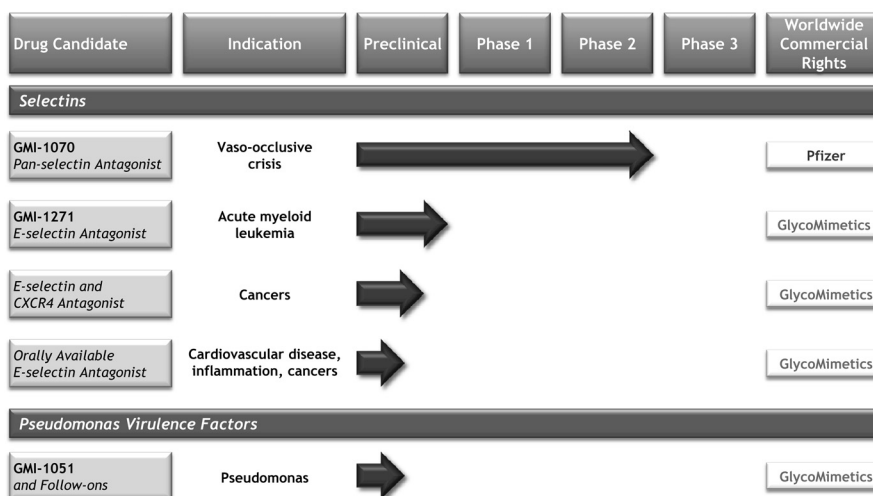 Drug Candidate
Indication
Preclinical
Phase 1
Phase 2
Phase 3
Worldwide
Commercial
Rights
Selectins
GMI-1070
Pan-selectin Antagonist
Vaso-occlusive
crisis
Pfizer
GMI-1271
E-selectin Antagonist
Acute myeloid
leukemia
GlycoMimetics
E-selectin and
CXCR4 Antagonist
Cancers
GlycoMimetics
Orally Available
E-selectin Antagonist
Cardiovascular disease,
inflammation, cancers
GlycoMimetics
Pseudomonas Virulence Factors
GMI-1051
and Follow-ons
Pseudomonas
GlycoMimetics